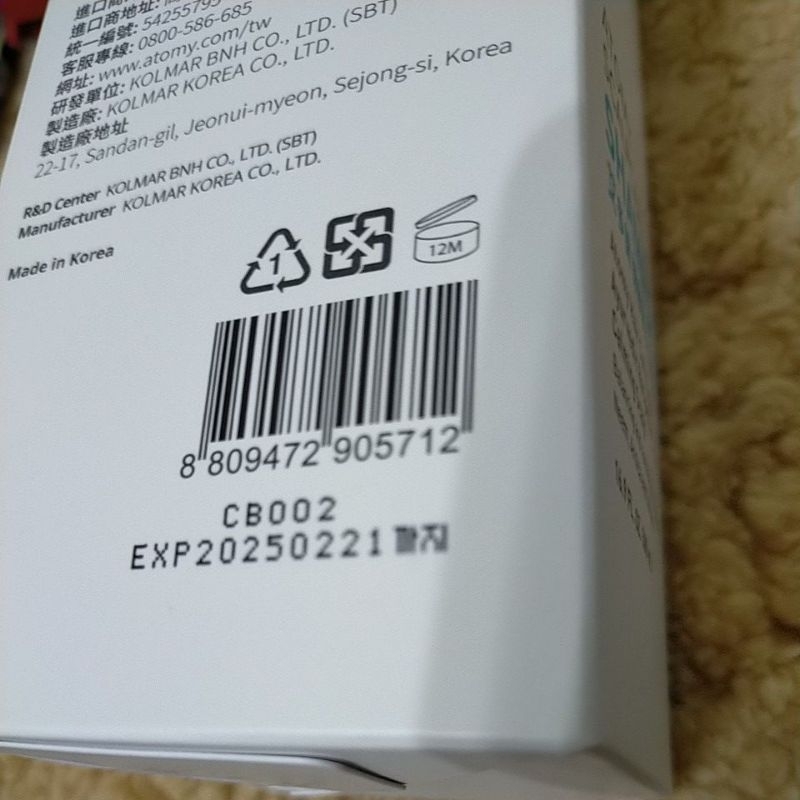 進口商地址:
統一編號: 54255795
客服專線: 0800-586-685
網址: www.atomy.com/tw
研發單位: KOLMAR BNH CO., LTD. (SBT)
製造廠: KOLMAR KOREA CO., LTD.
製造廠地址
22-17, Sandan-gil, Jeonui-myeon, Sejong-si, Korea
R&D Center KOLMAR BNH CO., LTD. (SBT)
Manufacturer KOLMAR KOREA CO., LTD.
Made in Korea
1
12M
8 809472 905712
CB002
EXP20250221까지